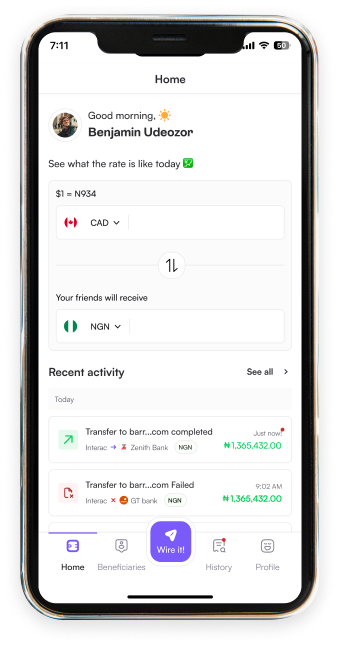 7:11
50
Home
Good morning, ☀️
Benjamin Udeozor
See what the rate is like today 💹
$1 = N934
CAD
Your friends will receive
NGN
Recent activity
See all
Today
Transfer to barr...com completed
Just now
Interac → Zenith Bank NGN
₦1,365,432.00
Transfer to barr...com Failed
9:02 AM
Interac × GT bank NGN
₦1,365,432.00
Home
Beneficiaries
Wire it!
History
Profile